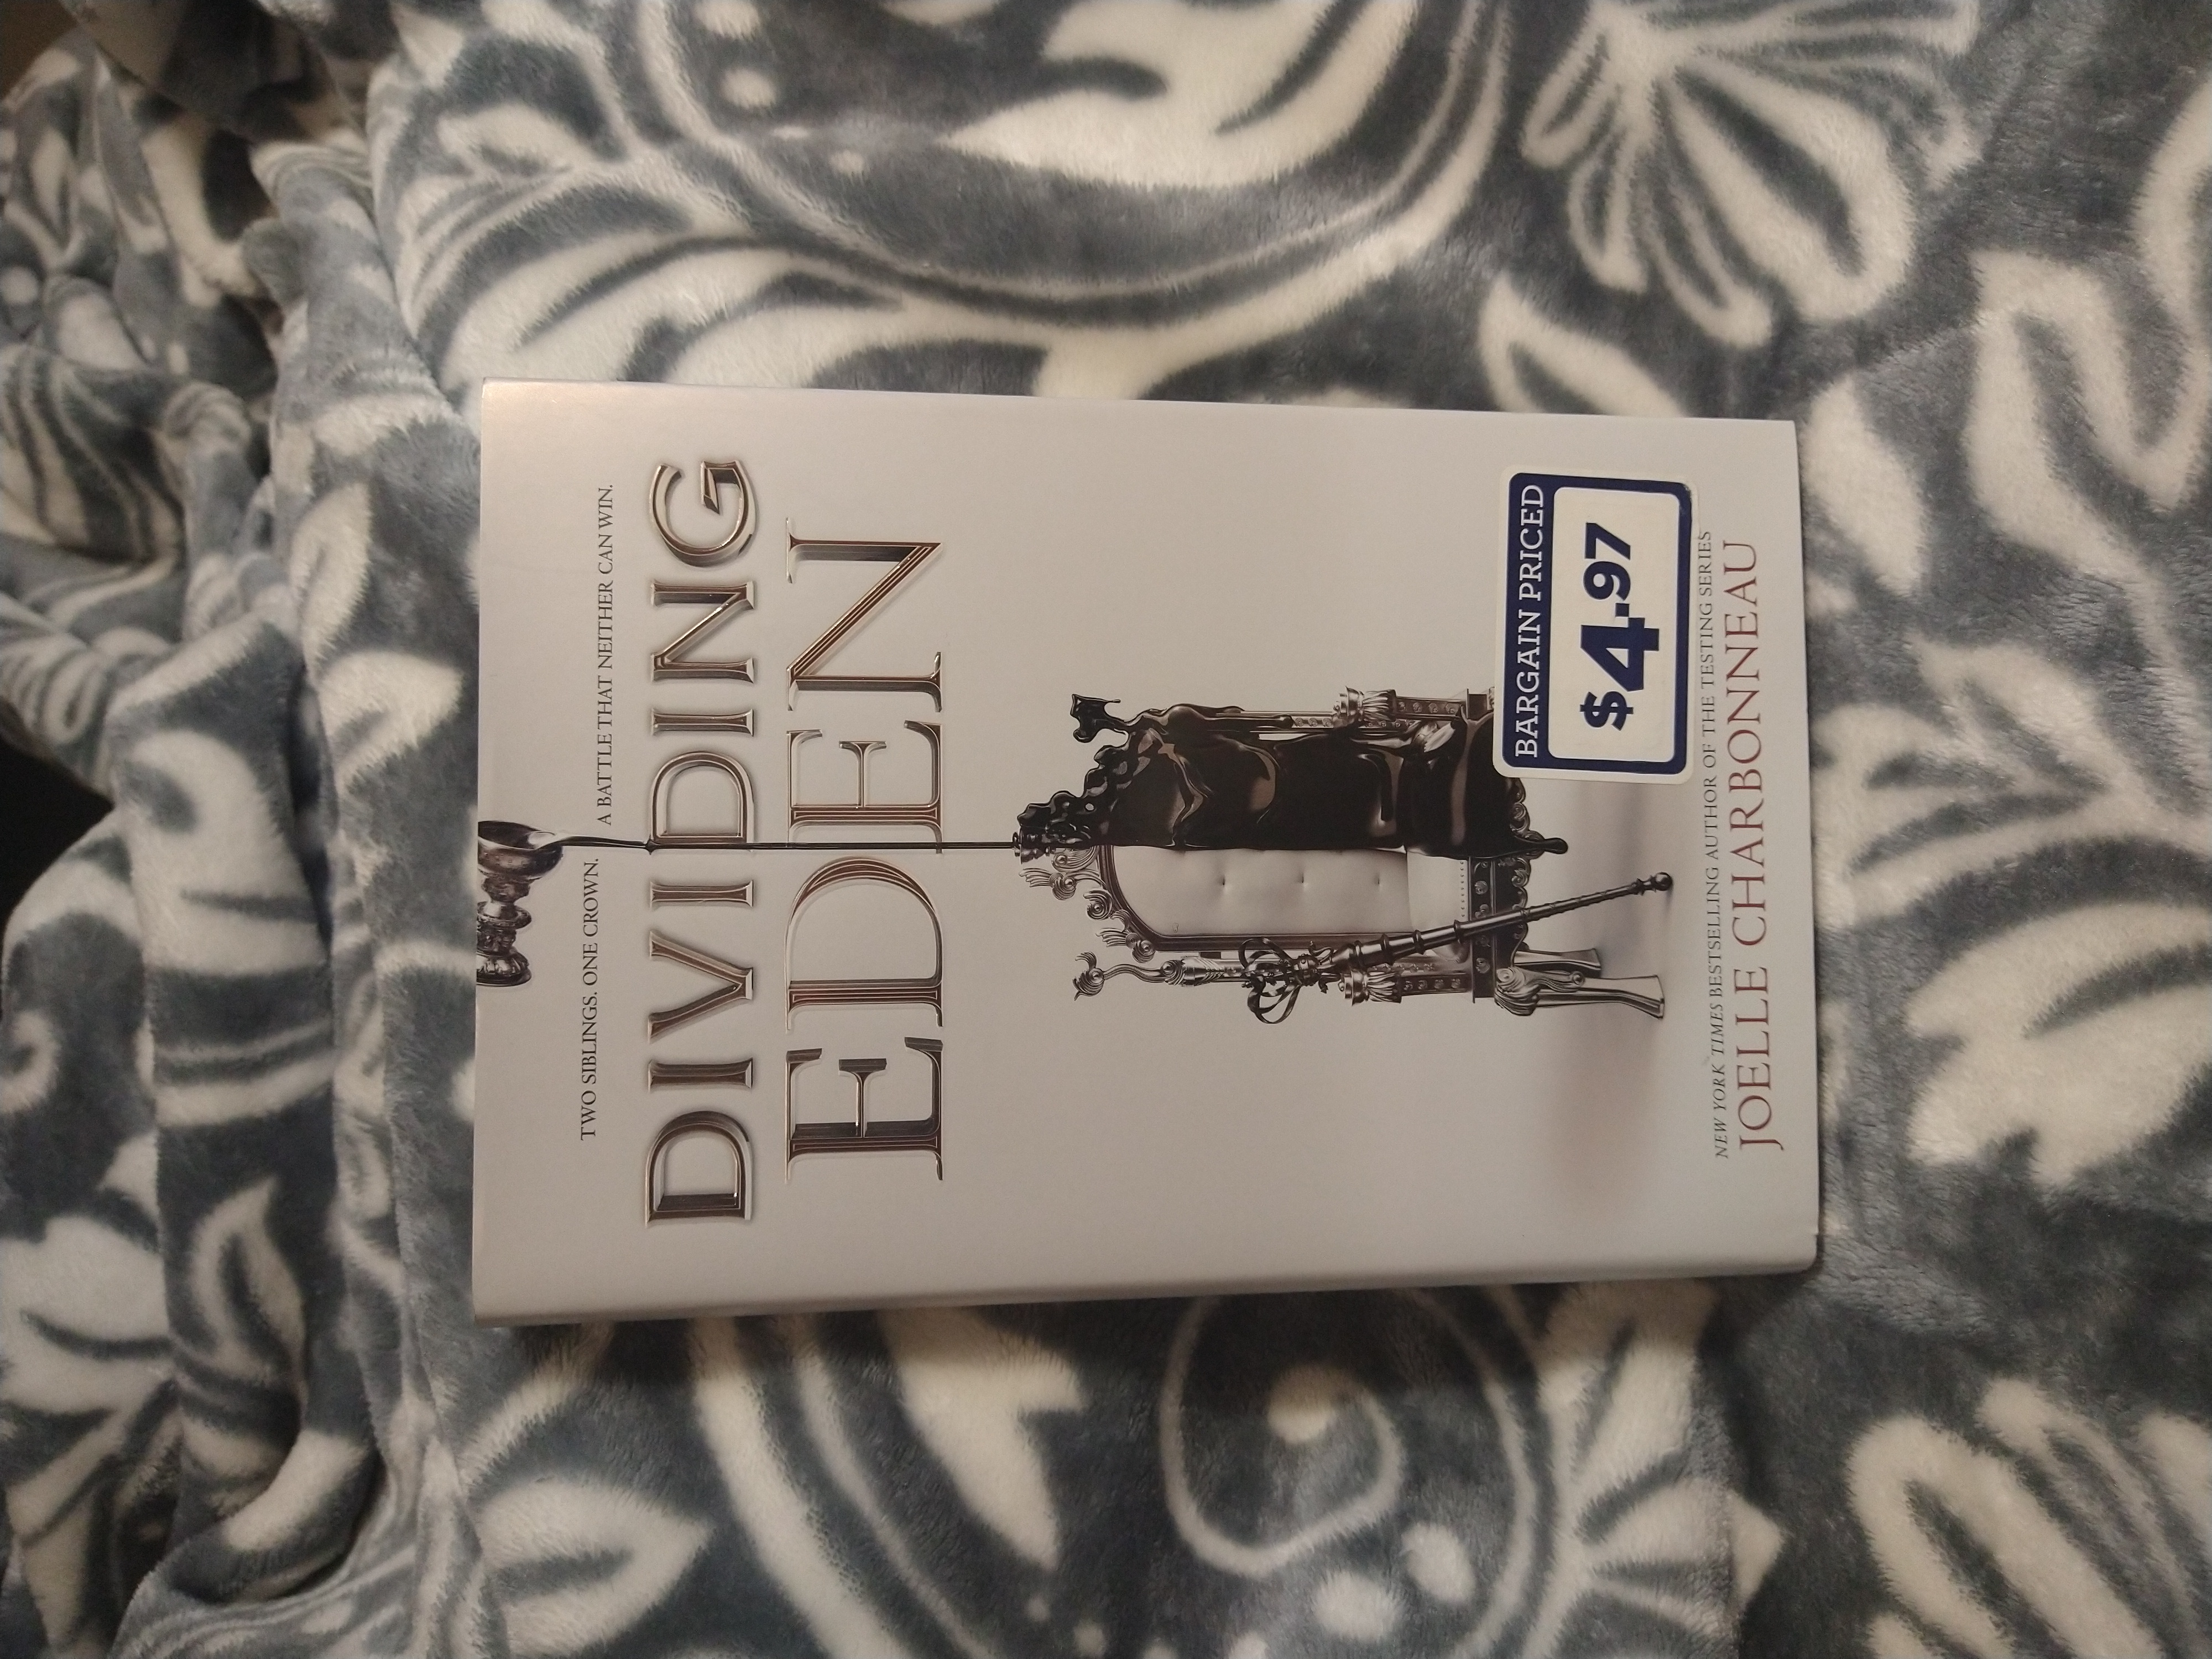 TWO SIBLINGS. ONE CROWN.
A BATTLE THAT NEITHER CAN WIN.
DIVIDING
EDEN
BARGAIN PRICED
$4.97
NEW YORK TIMES BESTSELLING AUTHOR OF THE TESTING SERIES
JOELLE CHARBONNEAU